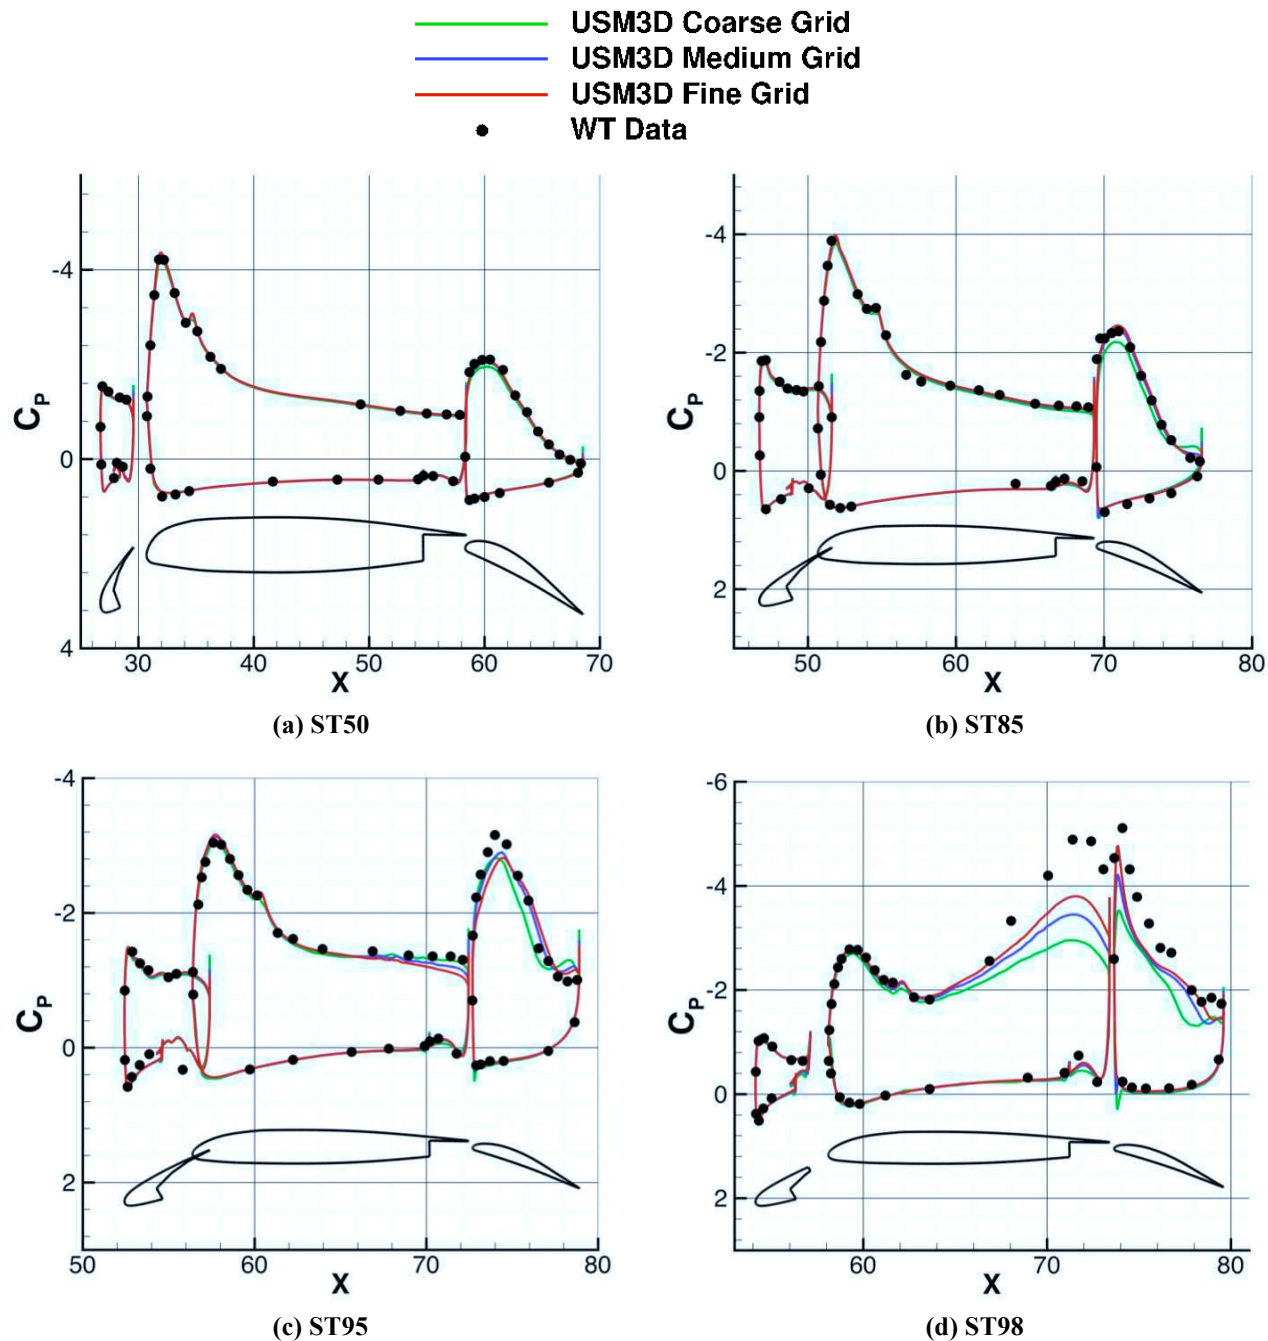 USM3D Coarse Grid
USM3D Medium Grid
USM3D Fine Grid
WT Data
-4
0
4
C_P
30 40 50 60 70
X
(a) ST50
-4
-2
0
2
C_P
50 60 70 80
X
(b) ST85
-4
-2
0
2
C_P
50 60 70 80
X
(c) ST95
-6
-4
-2
0
2
C_P
60 70 80
X
(d) ST98